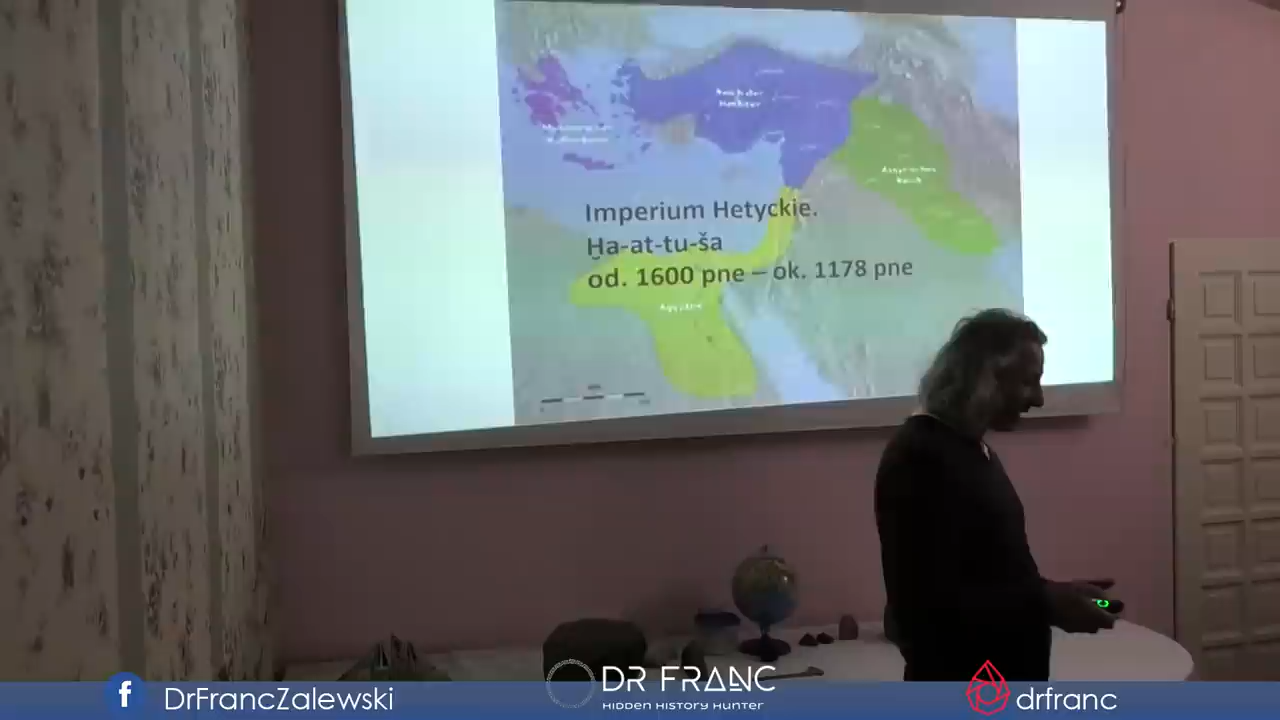 Imperium Hetyckie.
Ḫa-at-tu-ša
od. 1600 pne – ok. 1178 pne
Ägypten
DrFrancZalewski
DR FRANC
HIDDEN HISTORY HUNTER
drfranc